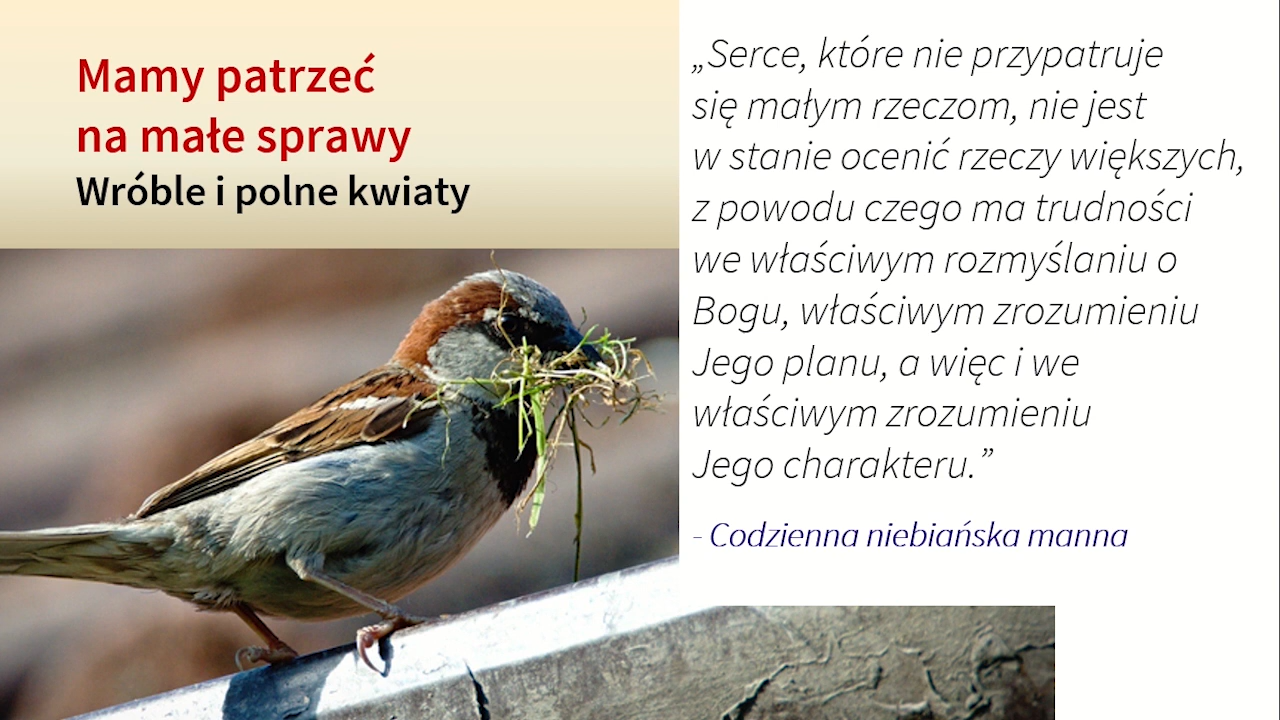 Mamy patrzeć
na małe sprawy
Wróble i polne kwiaty
„Serce, które nie przypatruje
się małym rzeczom, nie jest
w stanie ocenić rzeczy większych,
z powodu czego ma trudności
we właściwym rozmyślaniu o
Bogu, właściwym zrozumieniu
Jego planu, a więc i we
właściwym zrozumieniu
Jego charakteru.”
- Codzienna niebiańska manna